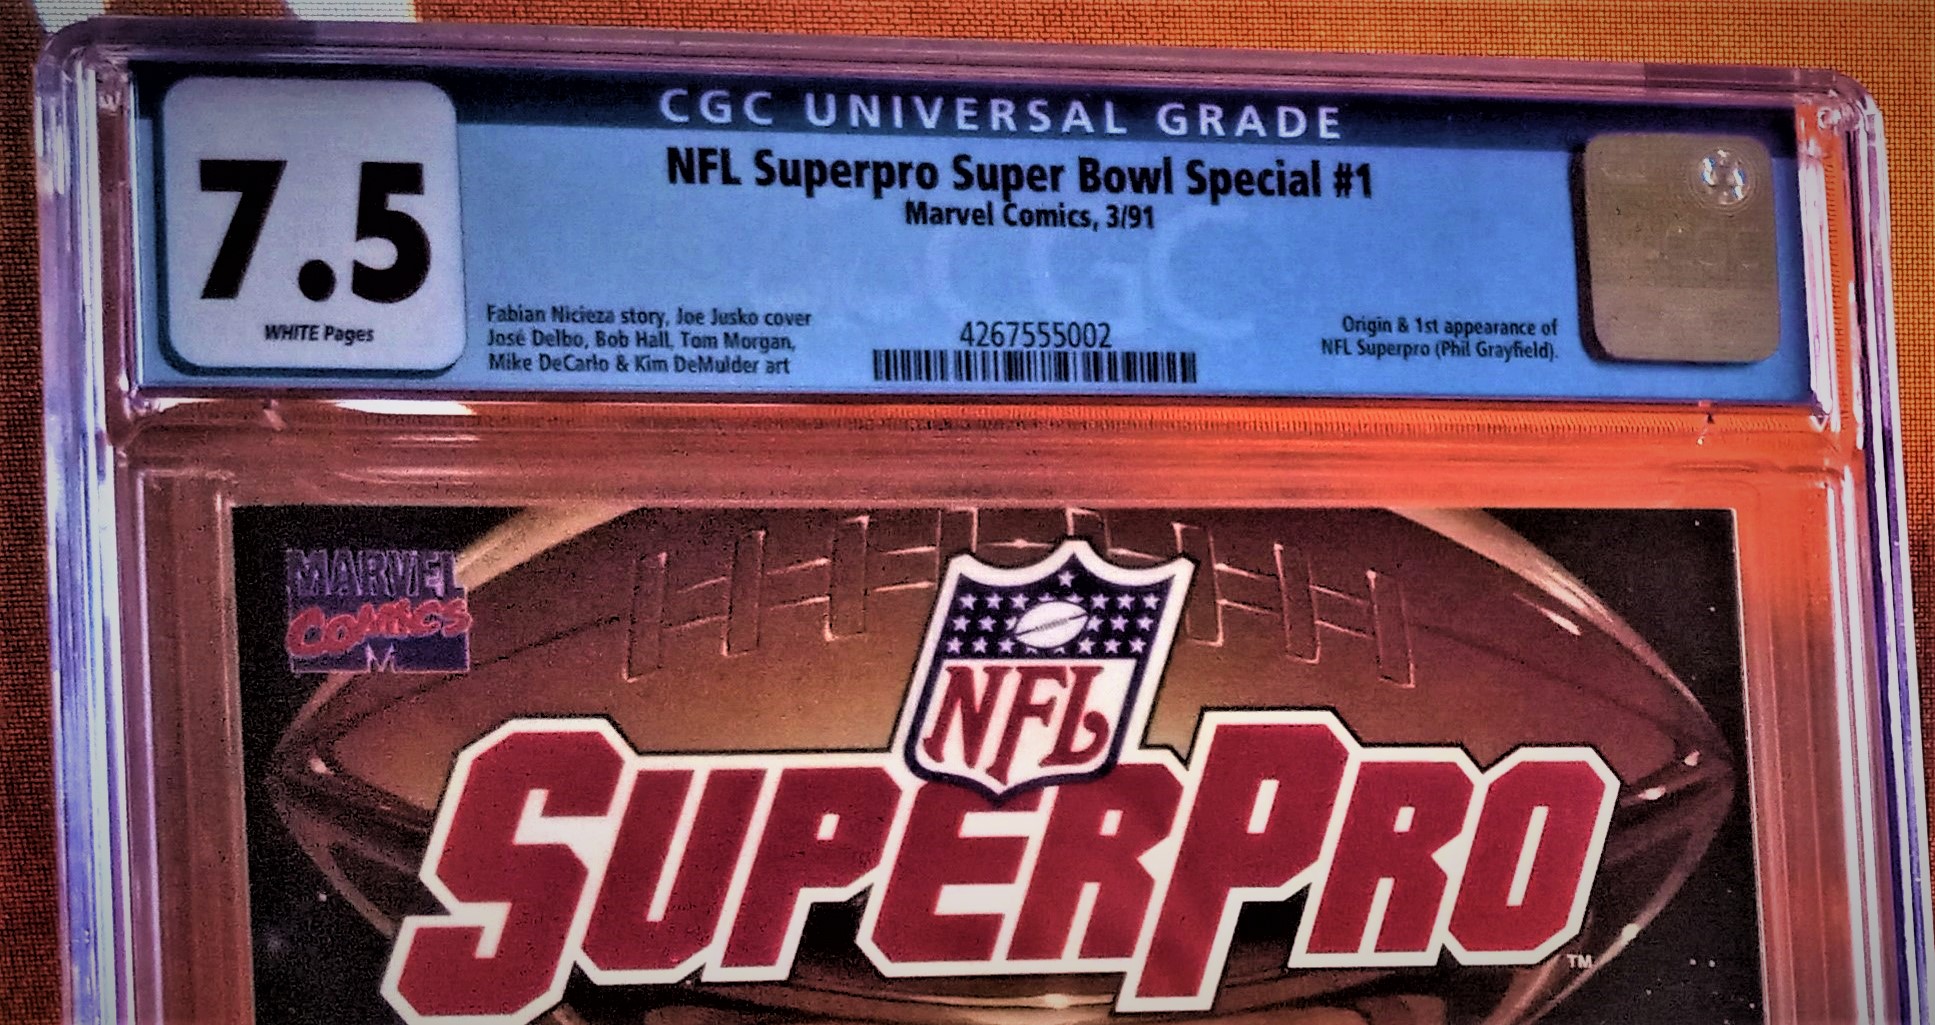 CGC UNIVERSAL GRADE
7.5
WHITE Pages
NFL Superpro Super Bowl Special #1
Marvel Comics, 3/91
Fabian Nicieza story, Joe Jusko cover
José Delbo, Bob Hall, Tom Morgan,
Mike DeCarlo & Kim DeMulder art
4267555002
Origin & 1st appearance of
NFL Superpro (Phil Grayfield).
CGC
MARVEL
COMICS
M
NFL
SUPERPRO
TM